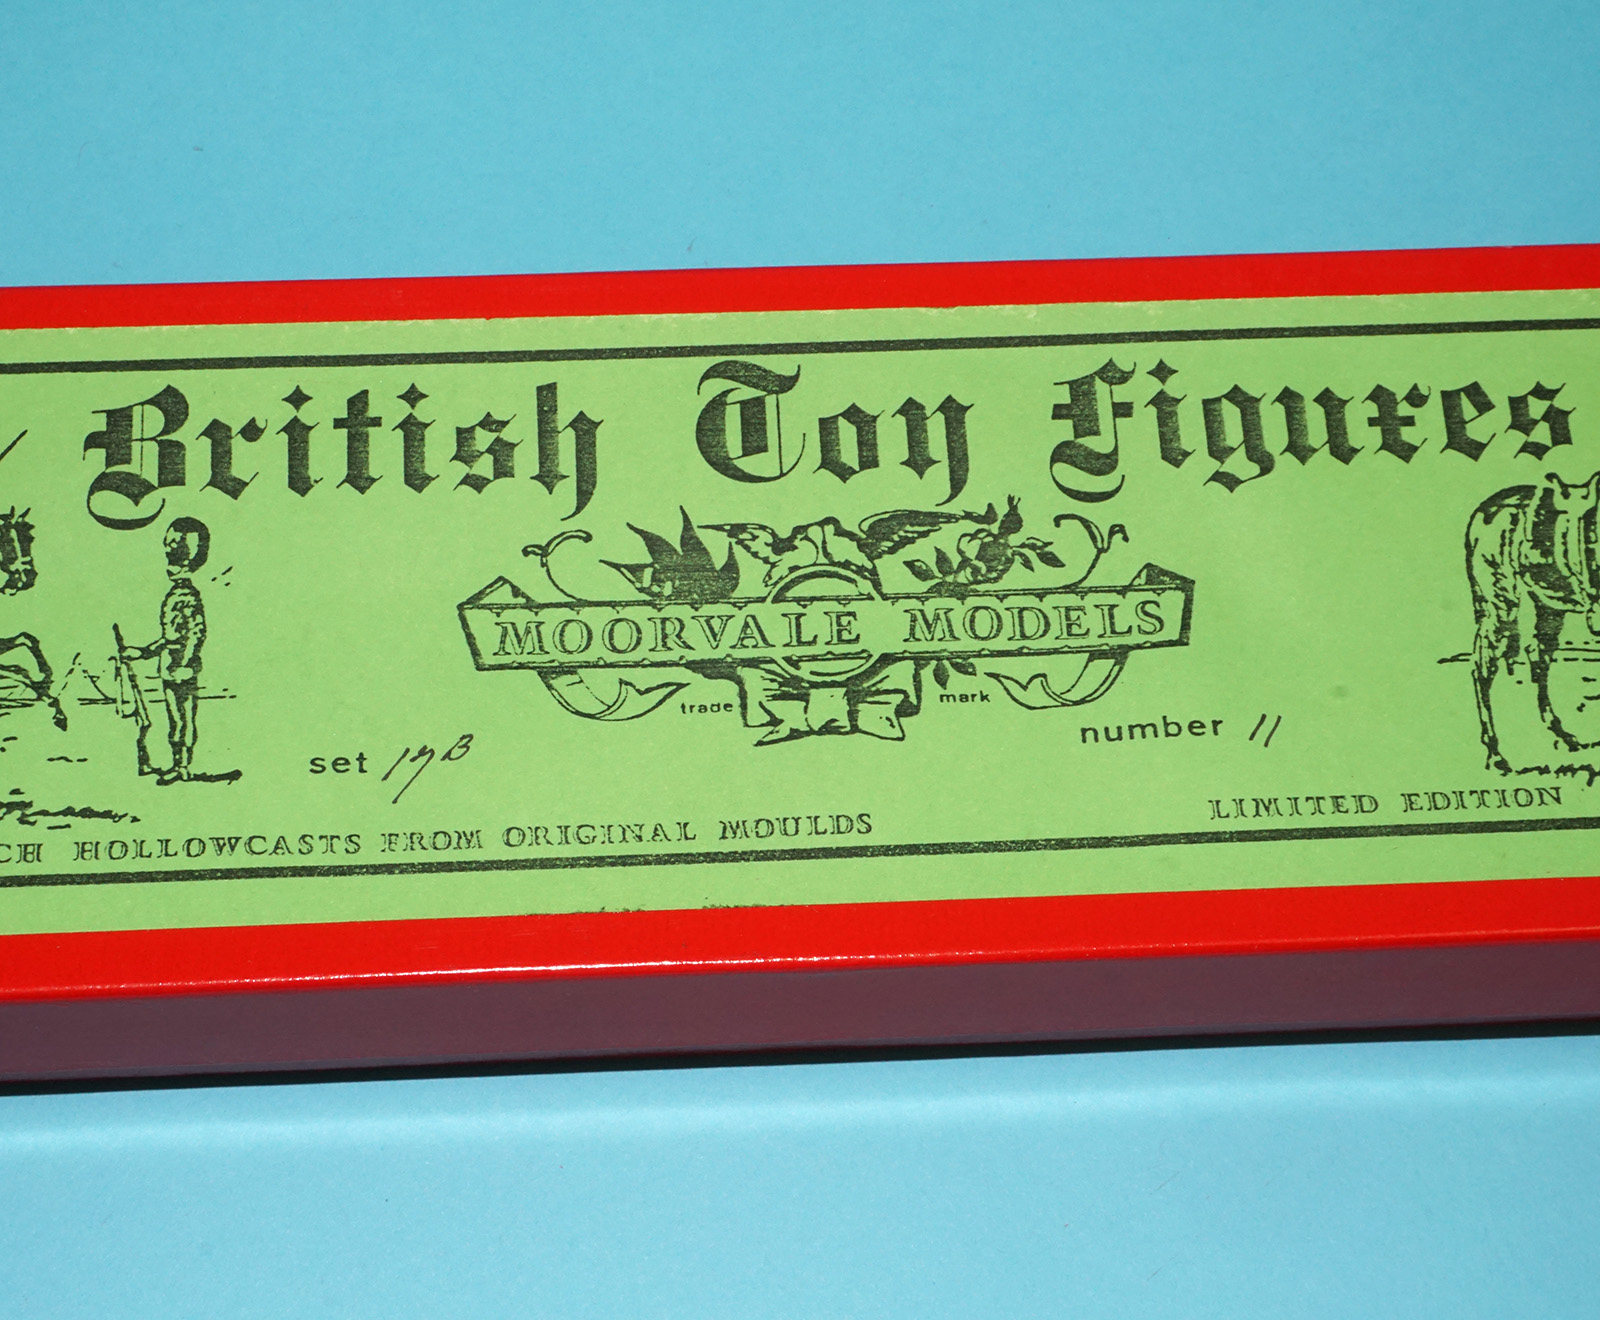 British Toy Figures
MOORVALE MODELS
trade mark
set 17B
number 11
HOLLOWCASTS FROM ORIGINAL MOULDS
LIMITED EDITION